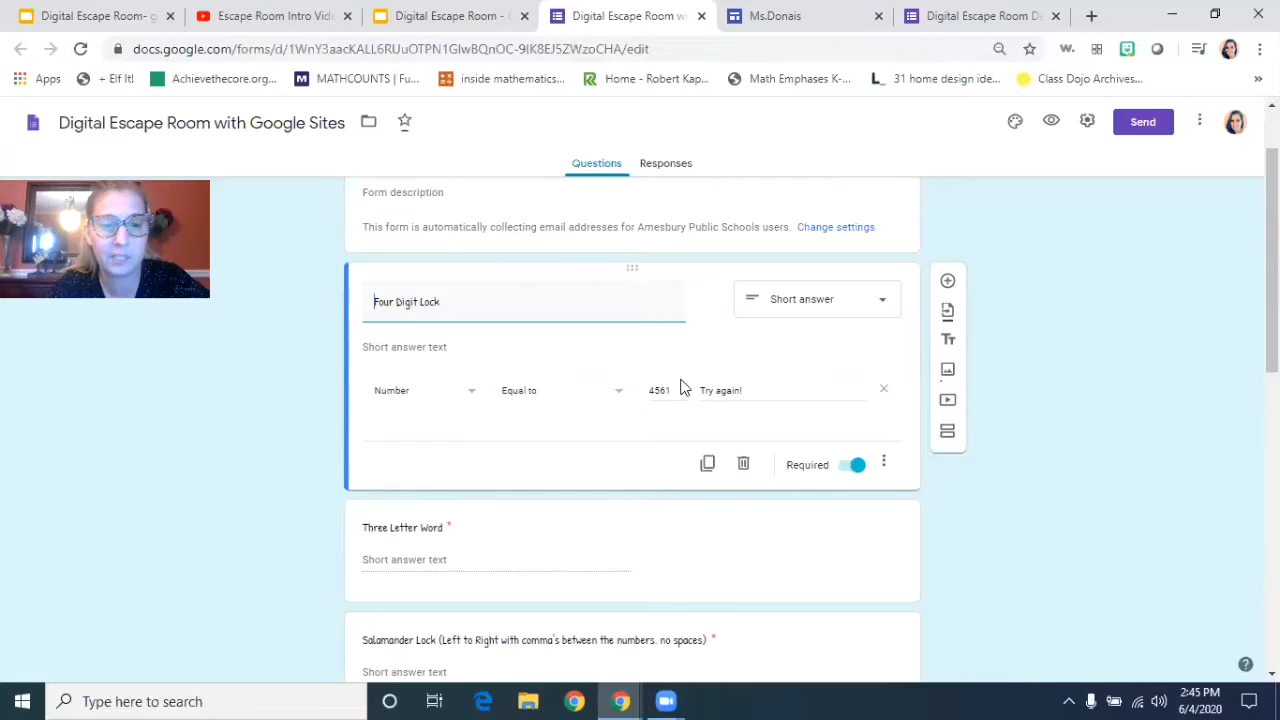 Digital Escape Room- g
Escape Room Intro Vide
Digital Escape Room - G
Digital Escape Room wi
Ms.Donais
Digital Escape Room D
docs.google.com/forms/d/1WnY3aacKALL6RUuOTPN1GIwBQnOC-9IK8EJ5ZWzoCHA/edit
Apps
+ Elf It!
Achievethecore.org...
MATHCOUNTS | Fu...
inside mathematics...
Home - Robert Kap...
Math Emphases K-...
31 home design ide...
Class Dojo Archives...
»
Digital Escape Room with Google Sites
Send
Questions
Responses
Form description
This form is automatically collecting email addresses for Amesbury Public Schools users. Change settings
Four Digit Lock
Short answer
Short answer text
Number
Equal to
4561
Try again!
Required
Three Letter Word *
Short answer text
Salamander Lock (Left to Right with comma's between the numbers. no spaces) *
Short answer text
Type here to search
2:45 PM
6/4/2020